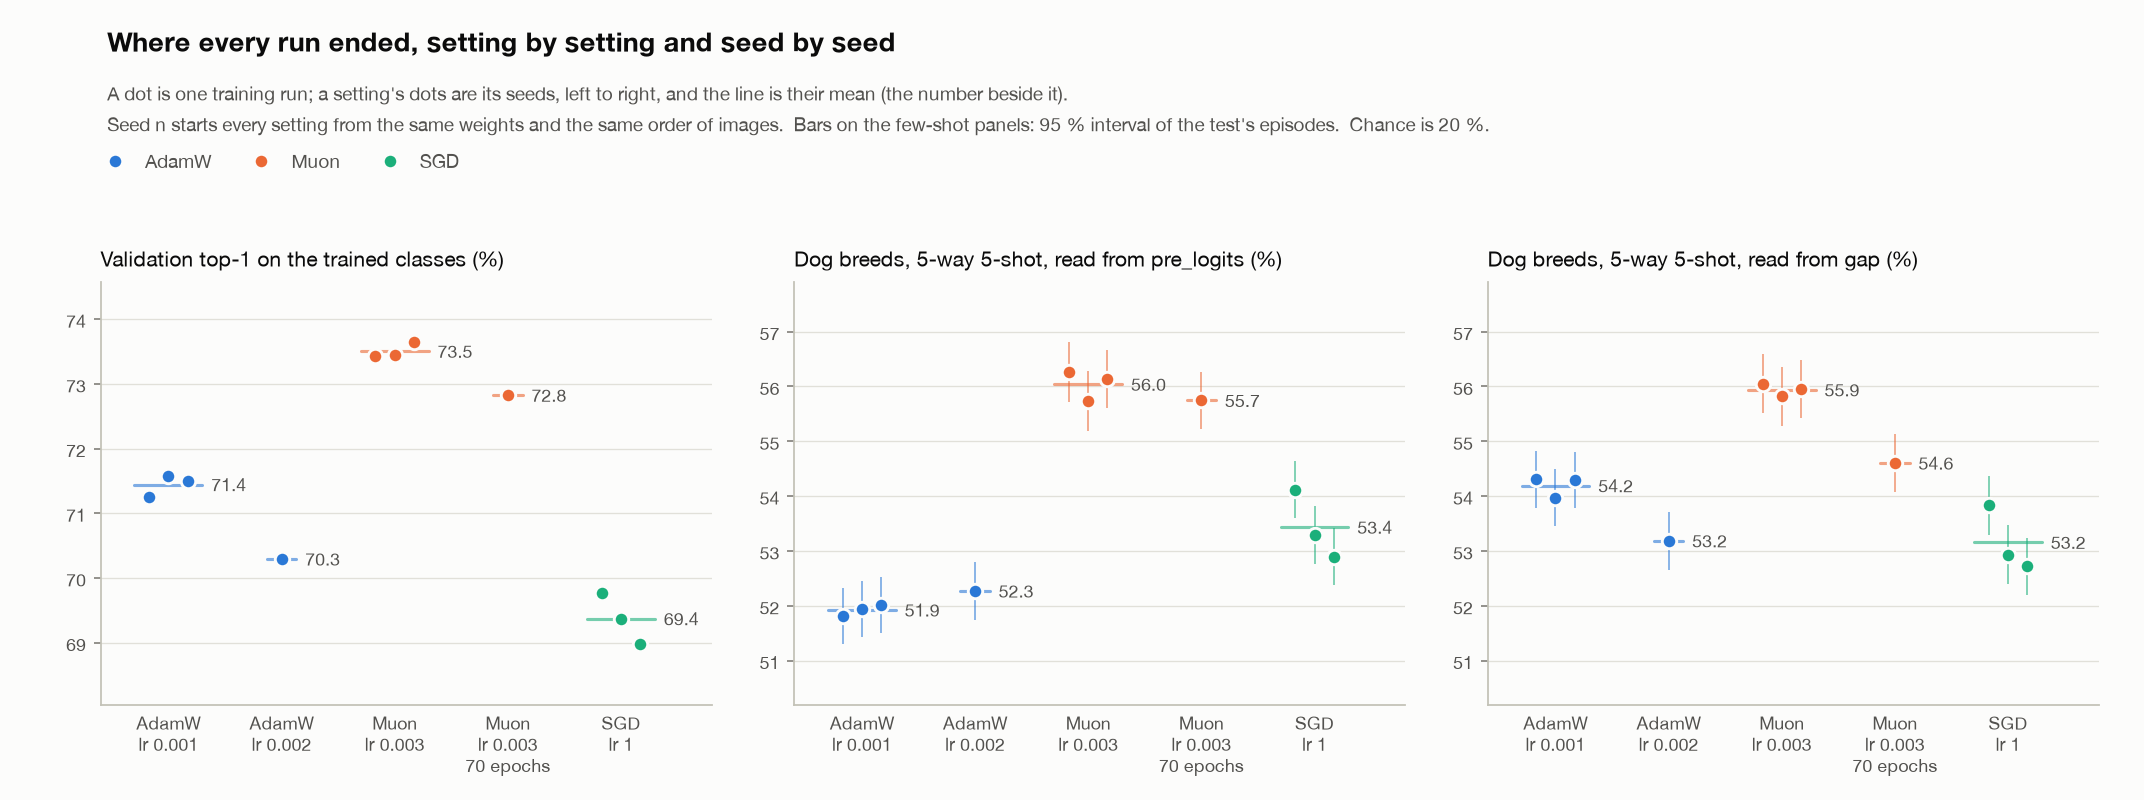 Where every run ended, setting by setting and seed by seed
A dot is one training run; a setting's dots are its seeds, left to right, and the line is their mean (the number beside it).
Seed n starts every setting from the same weights and the same order of images.  Bars on the few-shot panels: 95 % interval of the test's episodes.  Chance is 20 %.
AdamW Muon SGD
Validation top-1 on the trained classes (%)
74
73
72
71
70
69
71.4
70.3
73.5
72.8
69.4
AdamW AdamW Muon Muon SGD
lr 0.001 lr 0.002 lr 0.003 lr 0.003 lr 1
70 epochs
Dog breeds, 5-way 5-shot, read from pre_logits (%)
57
56
55
54
53
52
51
51.9
52.3
56.0
55.7
53.4
AdamW AdamW Muon Muon SGD
lr 0.001 lr 0.002 lr 0.003 lr 0.003 lr 1
70 epochs
Dog breeds, 5-way 5-shot, read from gap (%)
57
56
55
54
53
52
51
54.2
53.2
55.9
54.6
53.2
AdamW AdamW Muon Muon SGD
lr 0.001 lr 0.002 lr 0.003 lr 0.003 lr 1
70 epochs